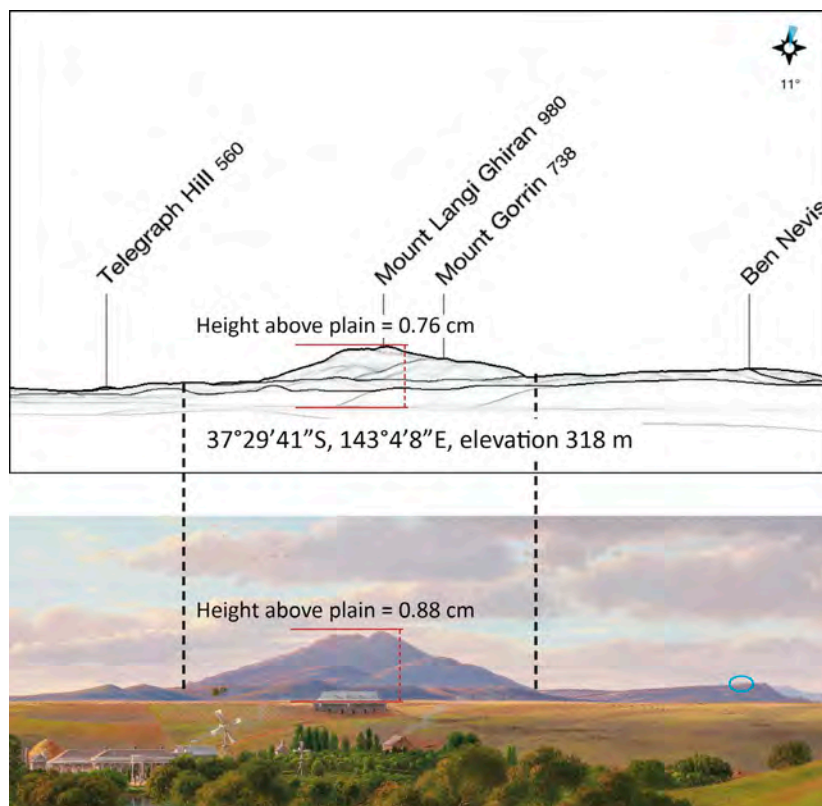 11°
Telegraph Hill 560
Mount Langi Ghiran 980
Mount Gorrin 738
Ben Nevis
Height above plain = 0.76 cm
37°29’41”S, 143°4’8”E, elevation 318 m
Height above plain = 0.88 cm